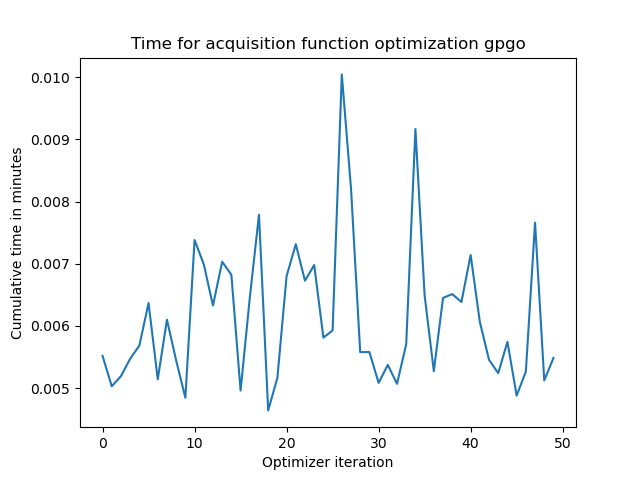 Time for acquisition function optimization gpgo
0.010
0.009
0.008
0.007
0.006
0.005
Cumulative time in minutes
0 10 20 30 40 50
Optimizer iteration